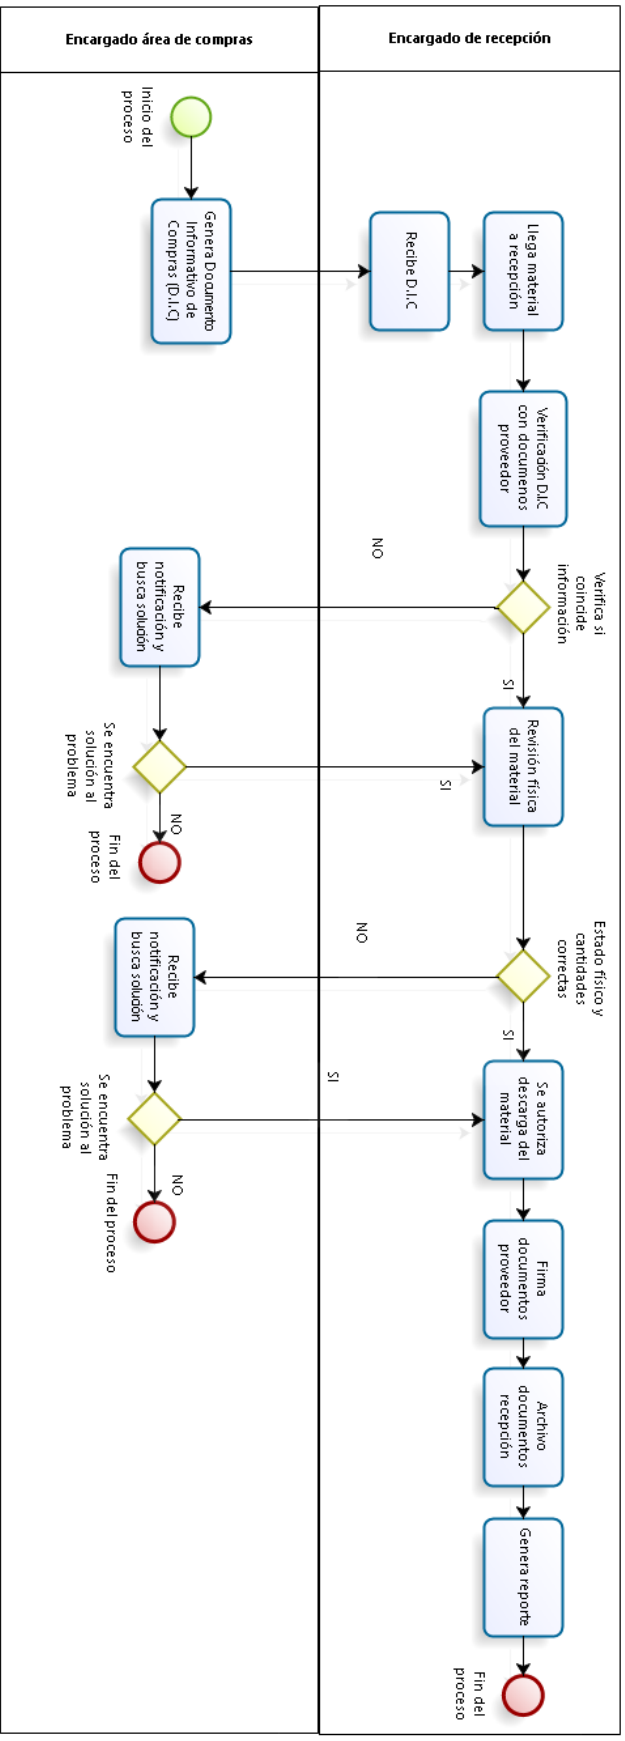 Encargado área de compras
Encargado de recepción
Inicio del
proceso
Genera Documento
Informativo de
Compras (D.I.C)
Recibe D.I.C
Llega material
a recepción
Verificación D.I.C
con documenos
proveedor
Verifica si
coincide
información
NO
SI
Recibe
notificación y
busca solución
Se encuentra
solución al
problema
SI
NO
Fin del
proceso
Revisión física
del material
Estado físico y
cantidades
correctas
NO
SI
Recibe
notificación y
busca solución
Se encuentra
solución al
problema
SI
NO
Fin del proceso
Se autoriza
descarga del
material
Firma
documentos
proveedor
Archivo
documentos
recepción
Genera reporte
Fin del
proceso